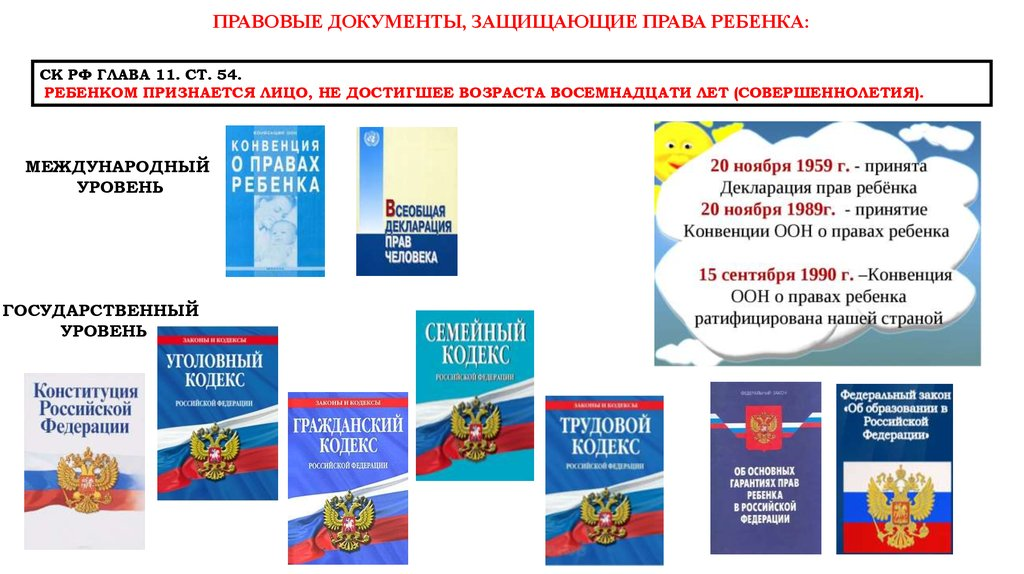 ПРАВОВЫЕ ДОКУМЕНТЫ, ЗАЩИЩАЮЩИЕ ПРАВА РЕБЕНКА:
СК РФ ГЛАВА 11. СТ. 54.
РЕБЕНКОМ ПРИЗНАЕТСЯ ЛИЦО, НЕ ДОСТИГШЕЕ ВОЗРАСТА ВОСЕМНАДЦАТИ ЛЕТ (СОВЕРШЕННОЛЕТИЯ).
МЕЖДУНАРОДНЫЙ
УРОВЕНЬ
КОНВЕНЦИЯ ООН
КОНВЕНЦИЯ
О ПРАВАХ
РЕБЕНКА
ВСЕОБЩАЯ
ДЕКЛАРАЦИЯ
ПРАВ
ЧЕЛОВЕКА
20 ноября 1959 г. - принята
Декларация прав ребёнка
20 ноября 1989г. - принятие
Конвенции ООН о правах ребенка
15 сентября 1990 г. –Конвенция
ООН о правах ребенка
ратифицирована нашей страной
ГОСУДАРСТВЕННЫЙ
УРОВЕНЬ
Конституция
Российской
Федерации
ЗАКОНЫ И КОДЕКСЫ
УГОЛОВНЫЙ
КОДЕКС
РОССИЙСКОЙ ФЕДЕРАЦИИ
ЗАКОНЫ И КОДЕКСЫ
ГРАЖДАНСКИЙ
КОДЕКС
РОССИЙСКОЙ ФЕДЕРАЦИИ
СЕМЕЙНЫЙ
КОДЕКС
РОССИЙСКОЙ ФЕДЕРАЦИИ
ЗАКОНЫ И КОДЕКСЫ
ТРУДОВОЙ
КОДЕКС
РОССИЙСКОЙ ФЕДЕРАЦИИ
ФЕДЕРАЛЬНЫЙ ЗАКОН
ОБ ОСНОВНЫХ
ГАРАНТИЯХ ПРАВ
РЕБЕНКА
В РОССИЙСКОЙ
ФЕДЕРАЦИИ
Федеральный закон
«Об образовании в
Российской
Федерации»